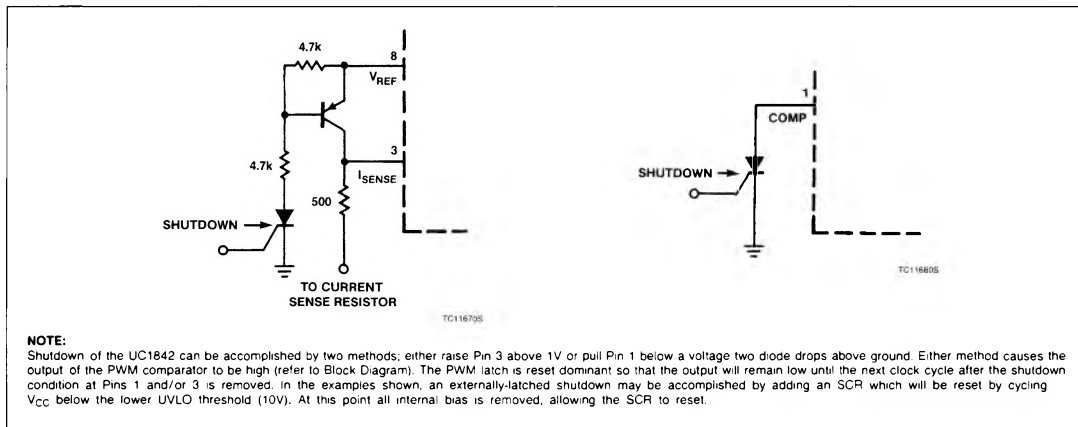 4.7k
8
V_REF
4.7k
3
I_SENSE
500
SHUTDOWN
TO CURRENT
SENSE RESISTOR
TC11670S
1
COMP
SHUTDOWN
TC11680S
NOTE:
Shutdown of the UC1842 can be accomplished by two methods; either raise Pin 3 above 1V or pull Pin 1 below a voltage two diode drops above ground. Either method causes the
output of the PWM comparator to be high (refer to Block Diagram). The PWM latch is reset dominant so that the output will remain low until the next clock cycle after the shutdown
condition at Pins 1 and/or 3 is removed. In the examples shown, an externally-latched shutdown may be accomplished by adding an SCR which will be reset by cycling
V_CC below the lower UVLO threshold (10V). At this point all internal bias is removed, allowing the SCR to reset.